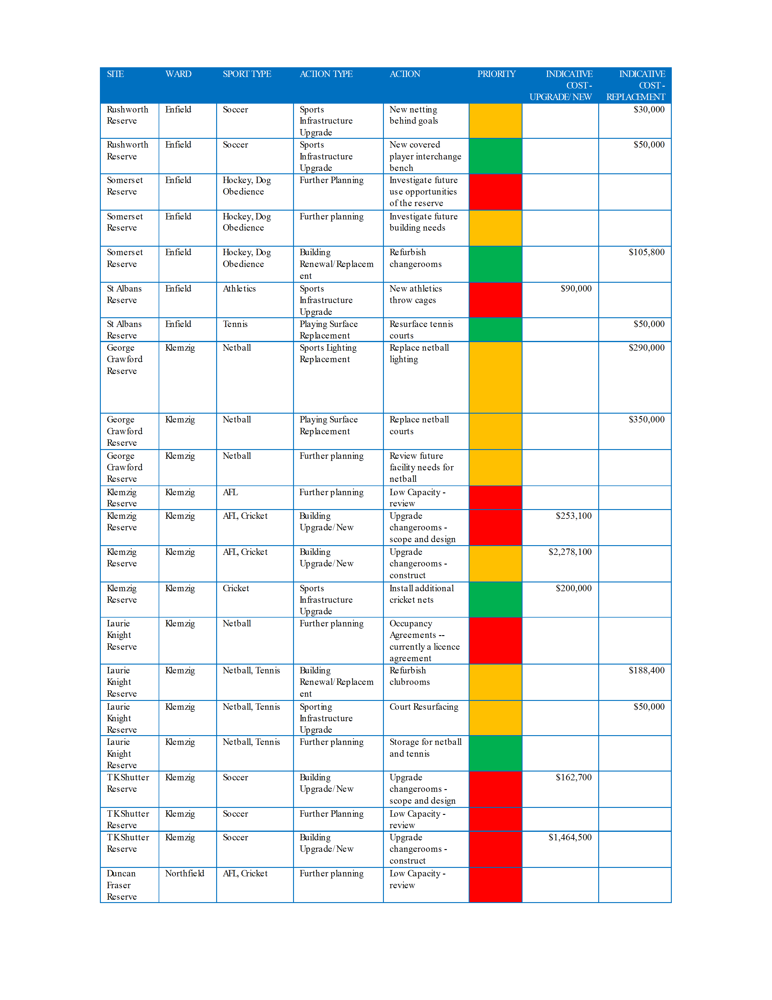 SITE WARD SPORT TYPE ACTION TYPE ACTION PRIORITY INDICATIVE INDICATIVE
COST - COST -
UPGRADE/ NEW REPLACEMENT
Rushworth Enfield Soccer Sports New netting $30,000
Reserve Infrastructure behind goals
Upgrade
Rushworth Enfield Soccer Sports New covered $50,000
Reserve Infrastructure player interchange
Upgrade bench
Somerset Enfield Hockey, Dog Further Planning Investigate future
Reserve Obedience use opportunities
of the reserve
Somerset Enfield Hockey, Dog Further planning Investigate future
Reserve Obedience building needs
Somerset Enfield Hockey, Dog Building Refurbish $105,800
Reserve Obedience Renewal/Replacem changerooms
ent
St Albans Enfield Athletics Sports New athletics $90,000
Reserve Infrastructure throw cages
Upgrade
St Albans Enfield Tennis Playing Surface Resurface tennis $50,000
Reserve Replacement courts
George Klemzig Netball Sports Lighting Replace netball $290,000
Crawford Replacement lighting
Reserve
George Klemzig Netball Playing Surface Replace netball $350,000
Crawford Replacement courts
Reserve
George Klemzig Netball Further planning Review future
Crawford facility needs for
Reserve netball
Klemzig Klemzig AFL Further planning Low Capacity -
Reserve review
Klemzig Klemzig AFL, Cricket Building Upgrade $253,100
Reserve Upgrade/New changerooms -
scope and design
Klemzig Klemzig AFL, Cricket Building Upgrade $2,278,100
Reserve Upgrade/New changerooms -
construct
Klemzig Klemzig Cricket Sports Install additional $200,000
Reserve Infrastructure cricket nets
Upgrade
Laurie Klemzig Netball Further planning Occupancy
Knight Agreements --
Reserve currently a licence
agreement
Laurie Klemzig Netball, Tennis Building Refurbish $188,400
Knight Renewal/Replacem clubrooms
Reserve ent
Laurie Klemzig Netball, Tennis Sporting Court Resurfacing $50,000
Knight Infrastructure
Reserve Upgrade
Laurie Klemzig Netball, Tennis Further planning Storage for netball
Knight and tennis
Reserve
TK Shutter Klemzig Soccer Building Upgrade $162,700
Reserve Upgrade/New changerooms -
scope and design
TK Shutter Klemzig Soccer Further Planning Low Capacity -
Reserve review
TK Shutter Klemzig Soccer Building Upgrade $1,464,500
Reserve Upgrade/New changerooms -
construct
Duncan Northfield AFL, Cricket Further planning Low Capacity -
Fraser review
Reserve